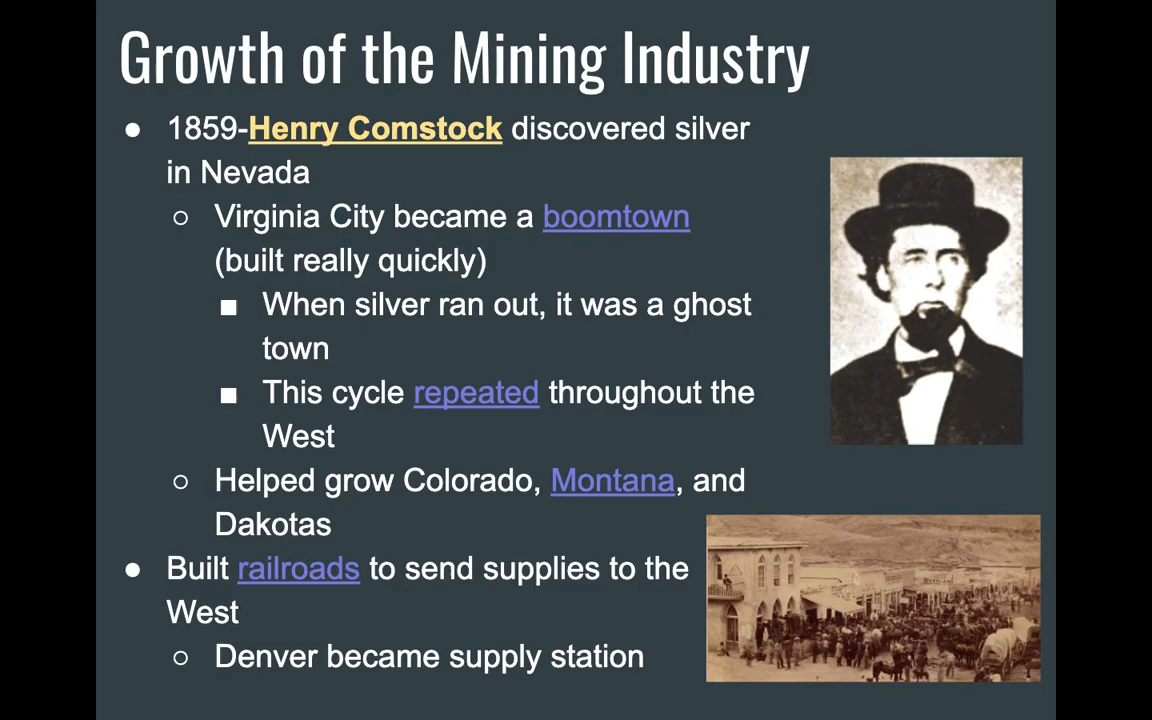 Growth of the Mining Industry
● 1859-Henry Comstock discovered silver
in Nevada
○ Virginia City became a boomtown
(built really quickly)
■ When silver ran out, it was a ghost
town
■ This cycle repeated throughout the
West
○ Helped grow Colorado, Montana, and
Dakotas
● Built railroads to send supplies to the
West
○ Denver became supply station